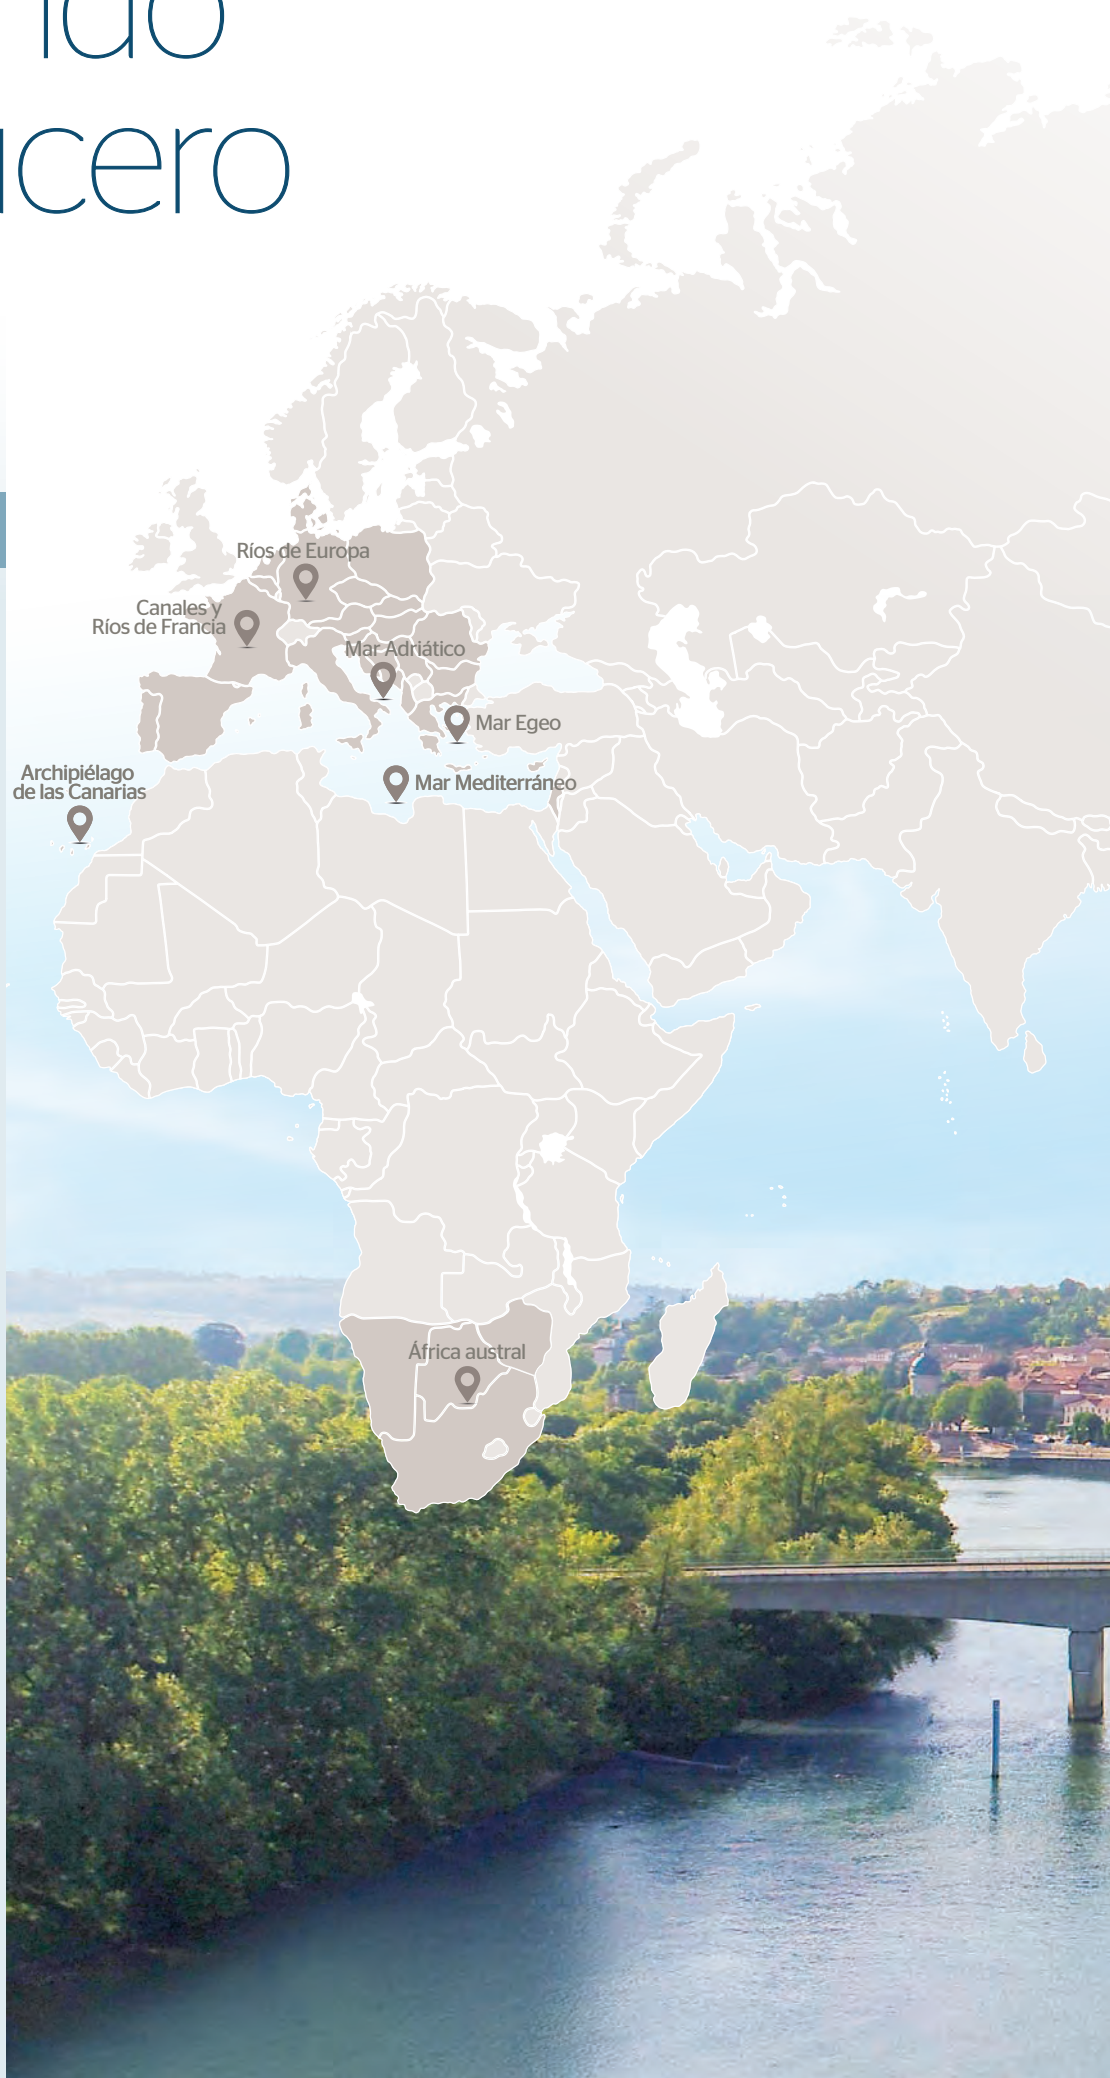 cero
Ríos de Europa
Canales y
Ríos de Francia
Mar Adriático
Mar Egeo
Archipiélago
de las Canarias
Mar Mediterráneo
África austral